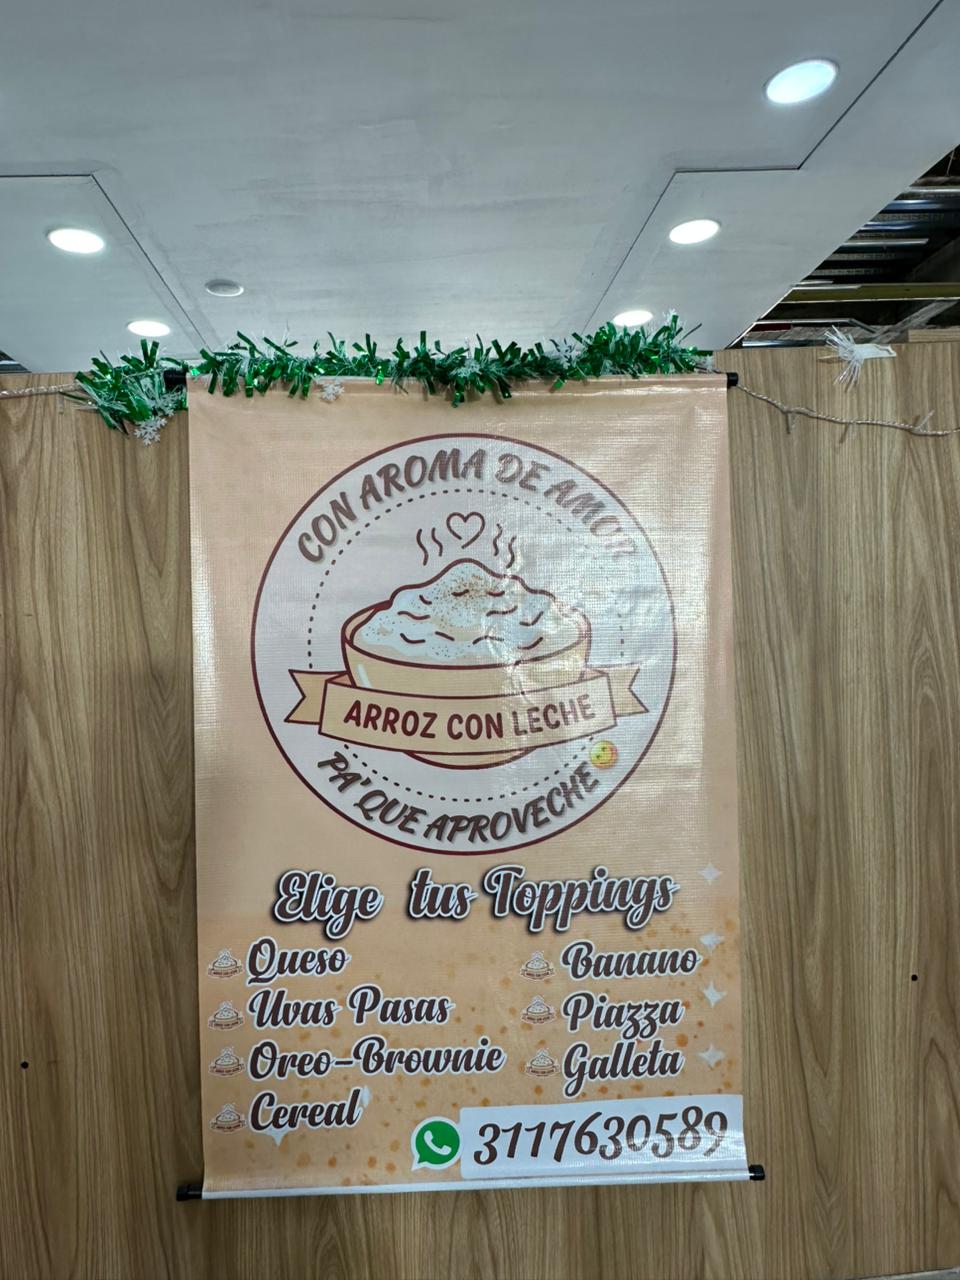 CON AROMA DE AMOR
ARROZ CON LECHE
PA' QUE APROVECHE
Elige tus Toppings
Queso
Uvas Pasas
Oreo-Brownie
Cereal
Banano
Piazza
Galleta
3117630589